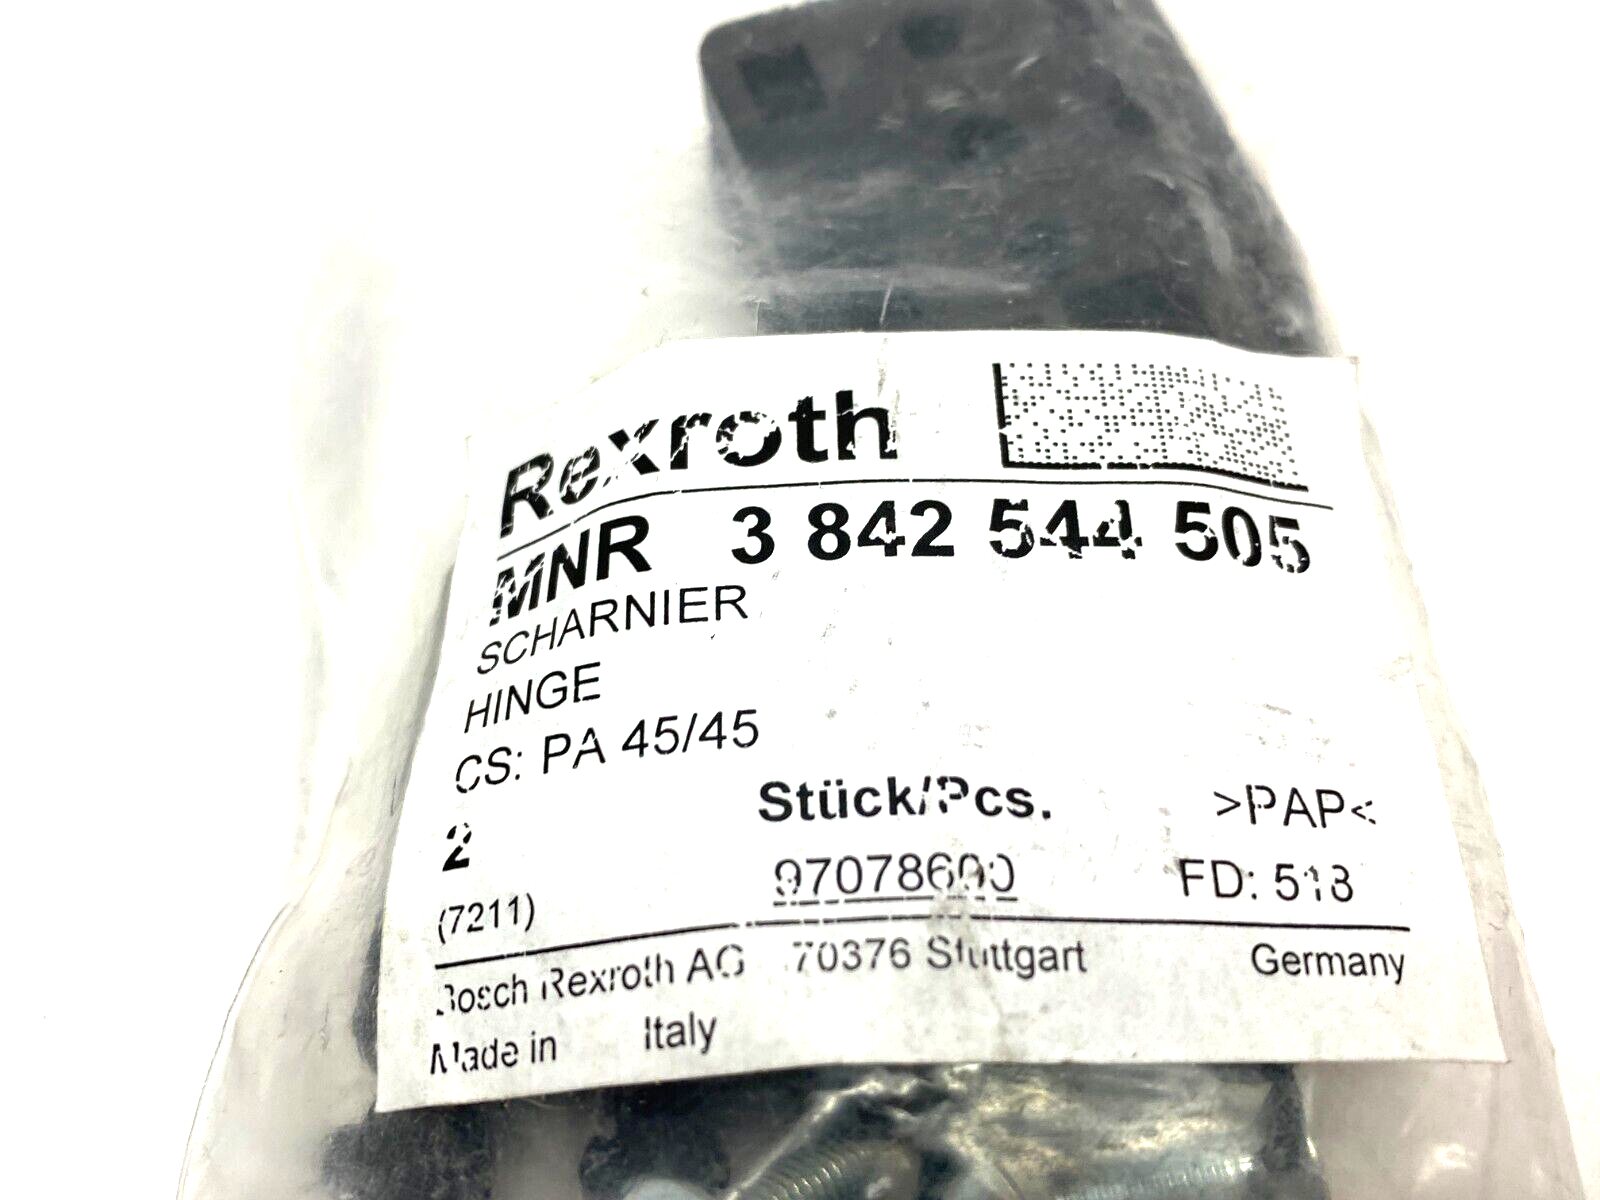 Rexroth
MNR 3 842 544 505
SCHARNIER
HINGE
CS: PA 45/45
2 Stück/Pcs. >PAP<
(7211) 97078600 FD: 518
Bosch Rexroth AG 70376 Stuttgart Germany
Made in Italy